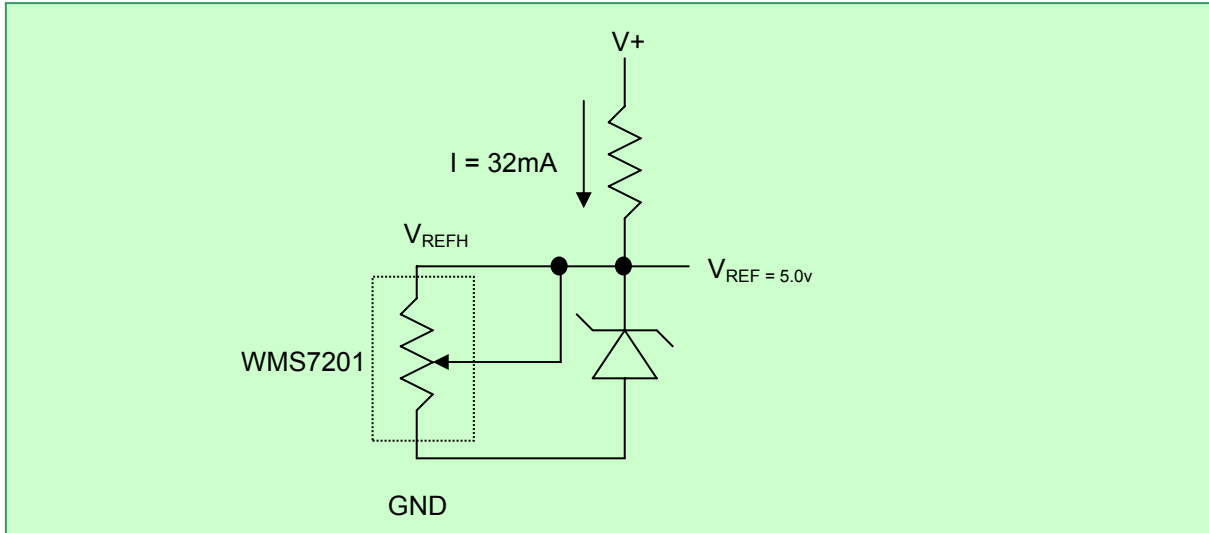 V+
I = 32mA
VREFH
VREF = 5.0v
WMS7201
GND